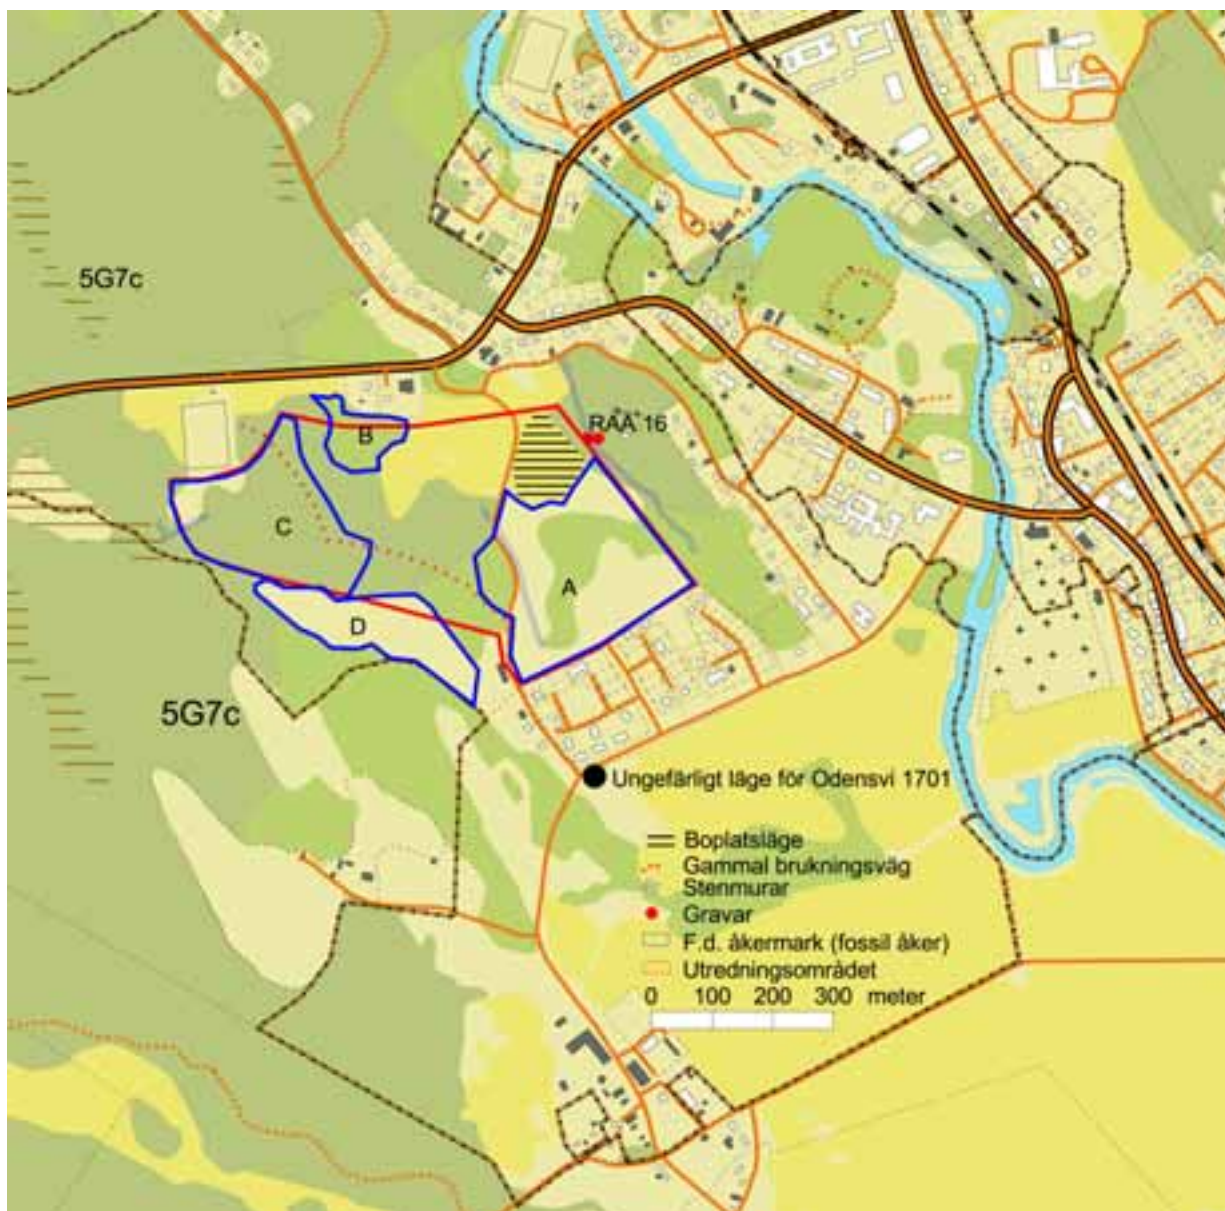 5G7c
RAÄ 16
B
C
A
D
5G7c
Ungefärligt läge för Odensvi 1701
Boplatsläge
Gammal brukningsväg
Stenmurar
Gravar
F.d. åkermark (fossil åker)
Utredningsområdet
0 100 200 300 meter